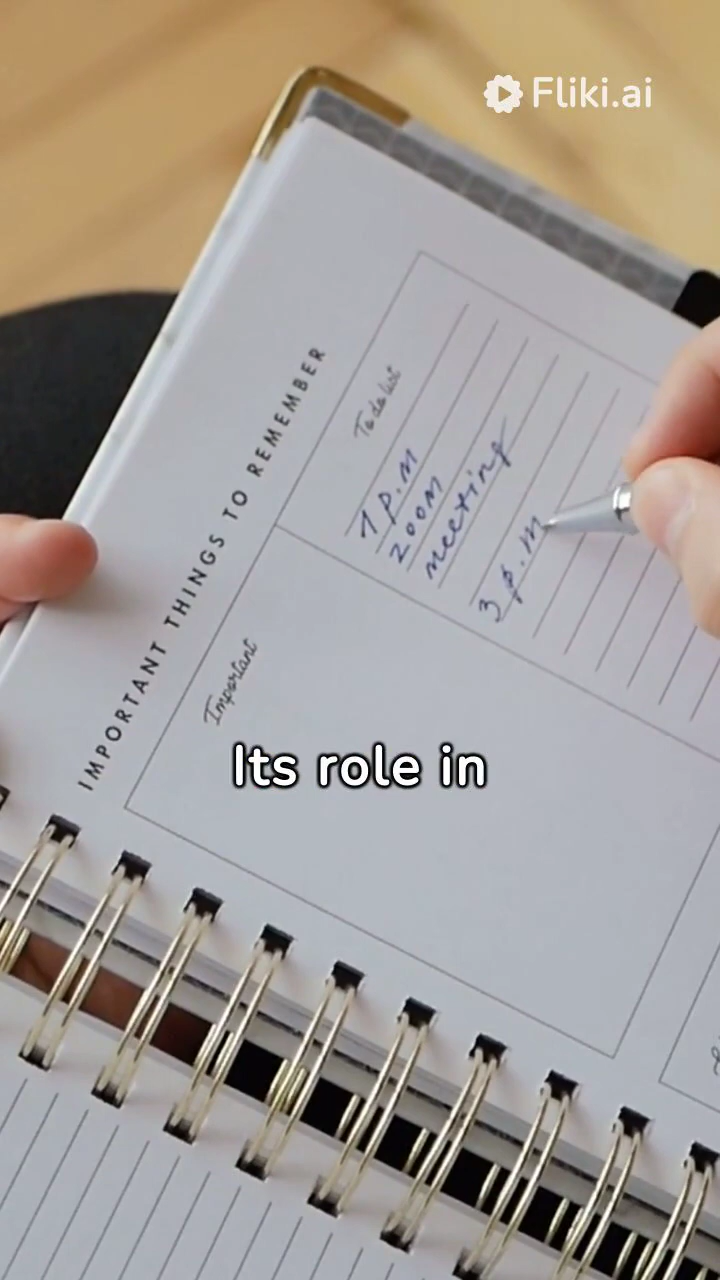 Fliki.ai
IMPORTANT THINGS TO REMEMBER
To do list
1 p.m
zoom
meeting
3 p.m
Important
Its role in